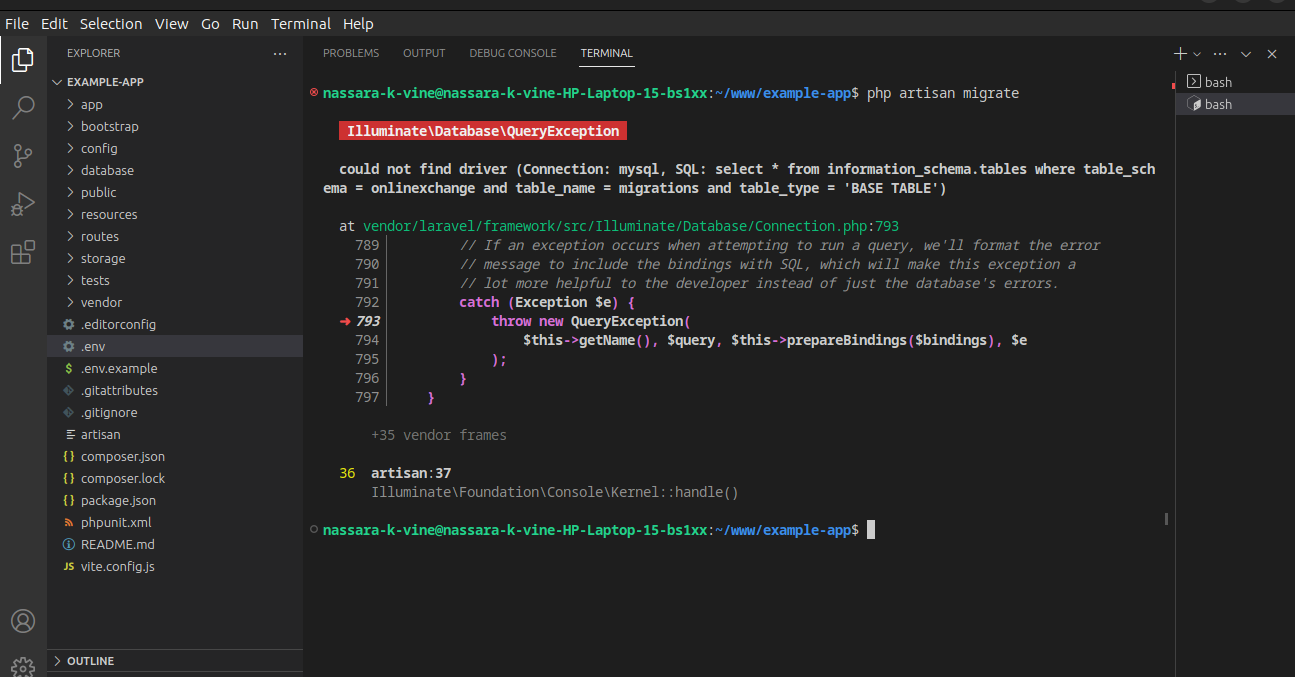 File Edit Selection View Go Run Terminal Help
EXPLORER
EXAMPLE-APP
app
bootstrap
config
database
public
resources
routes
storage
tests
vendor
.editorconfig
.env
.env.example
.gitattributes
.gitignore
artisan
composer.json
composer.lock
package.json
phpunit.xml
README.md
vite.config.js
OUTLINE
PROBLEMS OUTPUT DEBUG CONSOLE TERMINAL
nassara-k-vine@nassara-k-vine-HP-Laptop-15-bs1xx:~/www/example-app$ php artisan migrate
Illuminate\Database\QueryException
could not find driver (Connection: mysql, SQL: select * from information_schema.tables where table_sch
ema = onlinexchange and table_name = migrations and table_type = 'BASE TABLE')
at vendor/laravel/framework/src/Illuminate/Database/Connection.php:793
789 // If an exception occurs when attempting to run a query, we'll format the error
790 // message to include the bindings with SQL, which will make this exception a
791 // lot more helpful to the developer instead of just the database's errors.
792 catch (Exception $e) {
➜ 793 throw new QueryException(
794 $this->getName(), $query, $this->prepareBindings($bindings), $e
795 );
796 }
797 }
+35 vendor frames
36 artisan:37
Illuminate\Foundation\Console\Kernel::handle()
nassara-k-vine@nassara-k-vine-HP-Laptop-15-bs1xx:~/www/example-app$
bash
bash